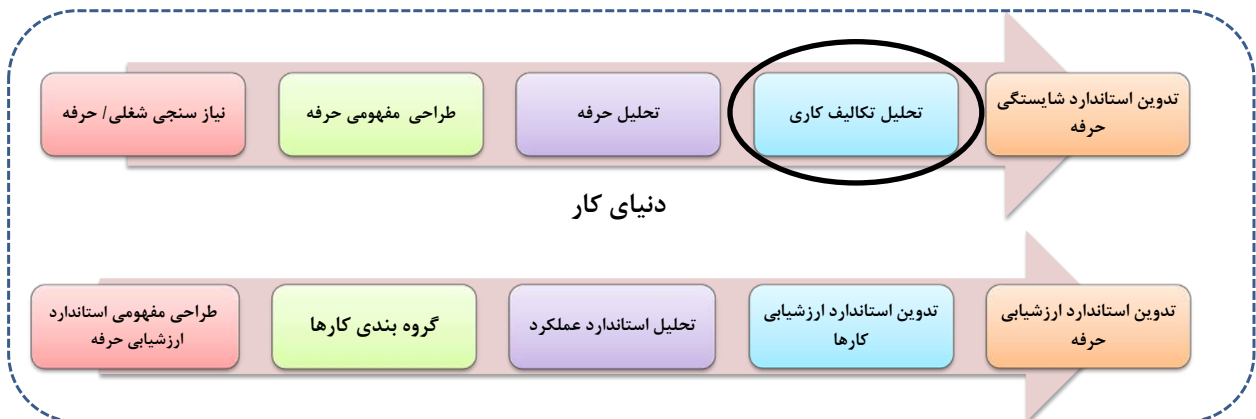 نیاز سنجی شغلی/ حرفه
طراحی مفهومی حرفه
تحلیل حرفه
تحلیل تکالیف کاری
تدوین استاندارد شایستگی
حرفه
دنیای کار
طراحی مفهومی استاندارد
ارزشیابی حرفه
گروه بندی کارها
تحلیل استاندارد عملکرد
تدوین استاندارد ارزشیابی
کارها
تدوین استاندارد ارزشیابی
حرفه